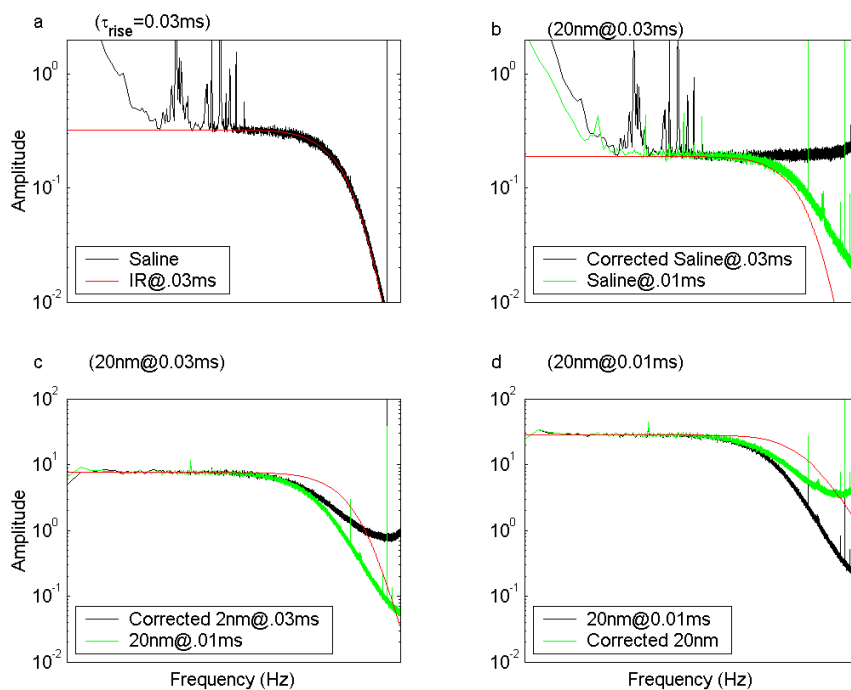 a (τrise=0.03ms)
Amplitude
10^0
10^-1
10^-2
Saline
IR@.03ms
b (20nm@0.03ms)
10^0
10^-1
10^-2
Corrected Saline@.03ms
Saline@.01ms
c (20nm@0.03ms)
Amplitude
10^2
10^1
10^0
10^-1
10^-2
Corrected 2nm@.03ms
20nm@.01ms
Frequency (Hz)
d (20nm@0.01ms)
10^2
10^1
10^0
10^-1
10^-2
20nm@0.01ms
Corrected 20nm
Frequency (Hz)